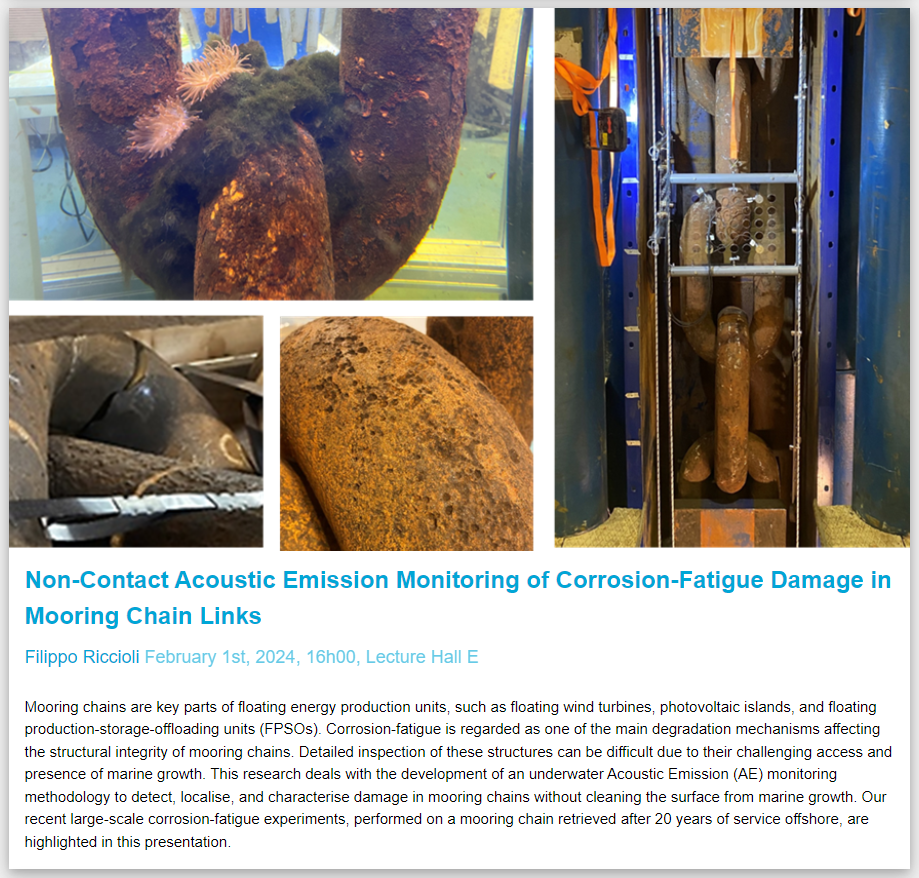 Non-Contact Acoustic Emission Monitoring of Corrosion-Fatigue Damage in
Mooring Chain Links
Filippo Riccioli February 1st, 2024, 16h00, Lecture Hall E
Mooring chains are key parts of floating energy production units, such as floating wind turbines, photovoltaic islands, and floating
production-storage-offloading units (FPSOs). Corrosion-fatigue is regarded as one of the main degradation mechanisms affecting
the structural integrity of mooring chains. Detailed inspection of these structures can be difficult due to their challenging access and
presence of marine growth. This research deals with the development of an underwater Acoustic Emission (AE) monitoring
methodology to detect, localise, and characterise damage in mooring chains without cleaning the surface from marine growth. Our
recent large-scale corrosion-fatigue experiments, performed on a mooring chain retrieved after 20 years of service offshore, are
highlighted in this presentation.